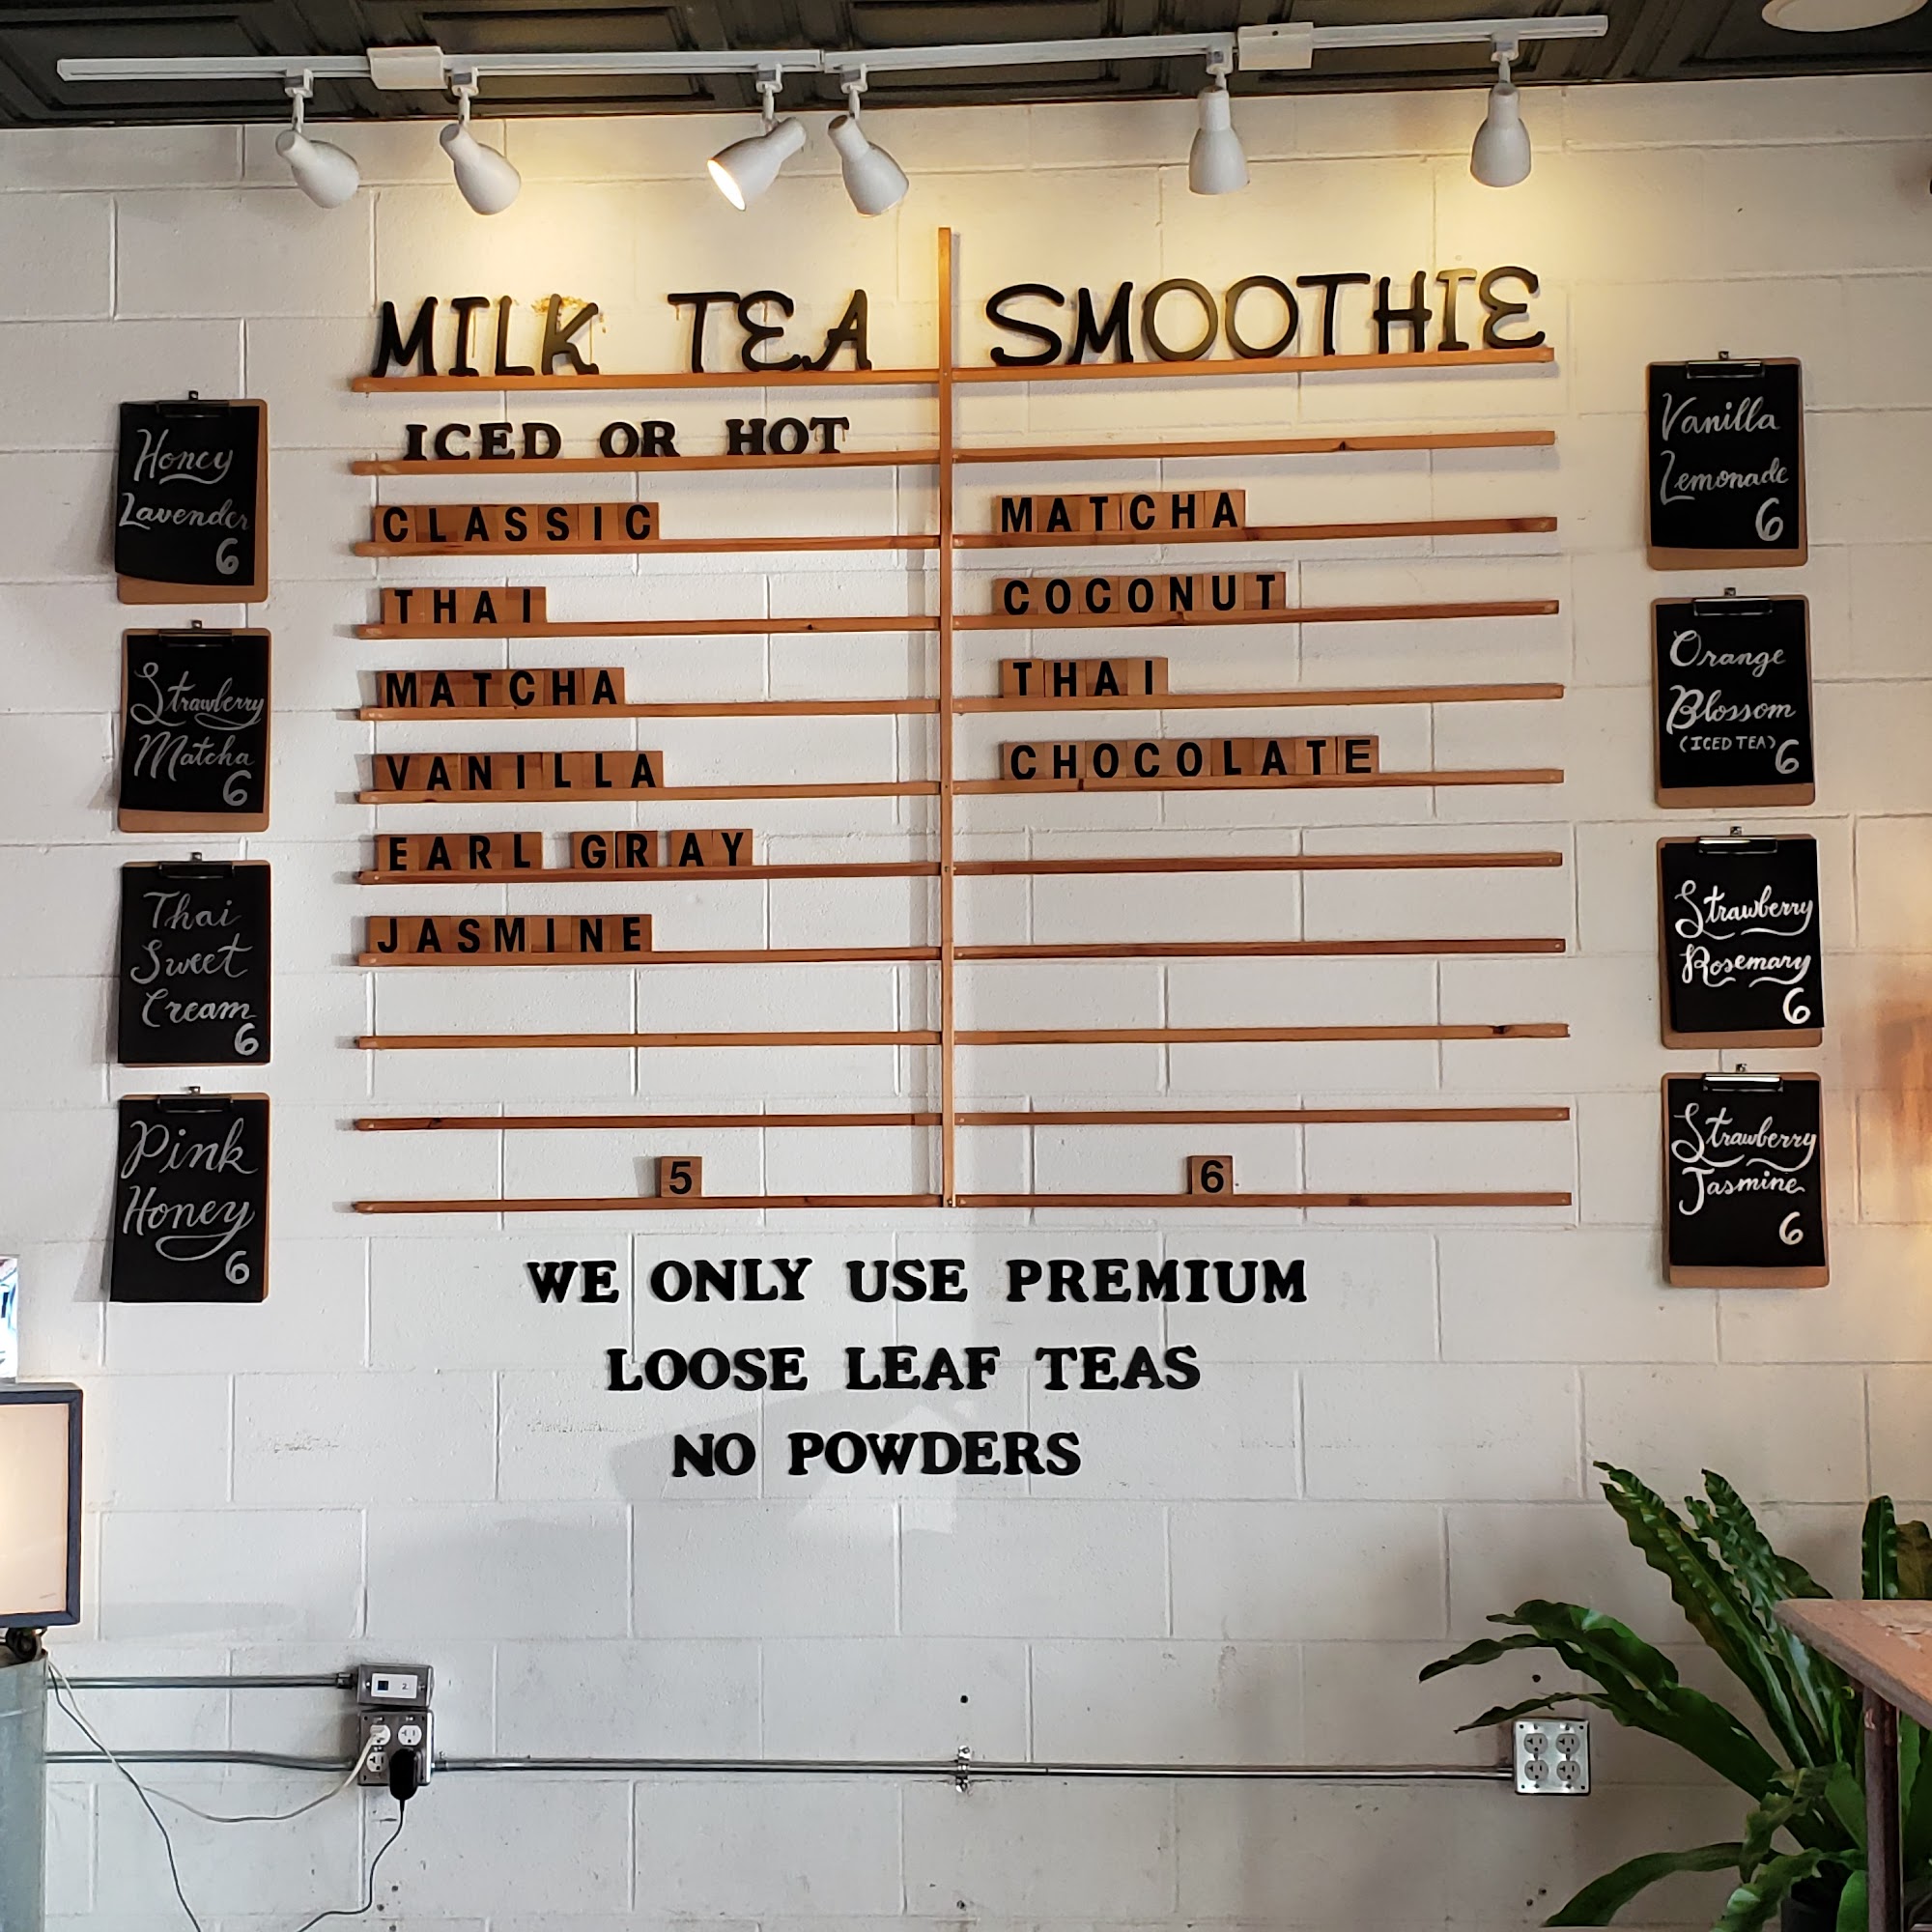 MILK TEA
ICED OR HOT
CLASSIC
THAI
MATCHA
VANILLA
EARL GRAY
JASMINE
5
SMOOTHIE
MATCHA
COCONUT
THAI
CHOCOLATE
6
WE ONLY USE PREMIUM
LOOSE LEAF TEAS
NO POWDERS
Honey
Lavender
6
Strawberry
Matcha
6
Thai
Sweet
Cream
6
Pink
Honey
6
Vanilla
Lemonade
6
Orange
Blossom
(ICED TEA)
6
Strawberry
Rosemary
6
Strawberry
Jasmine
6
2